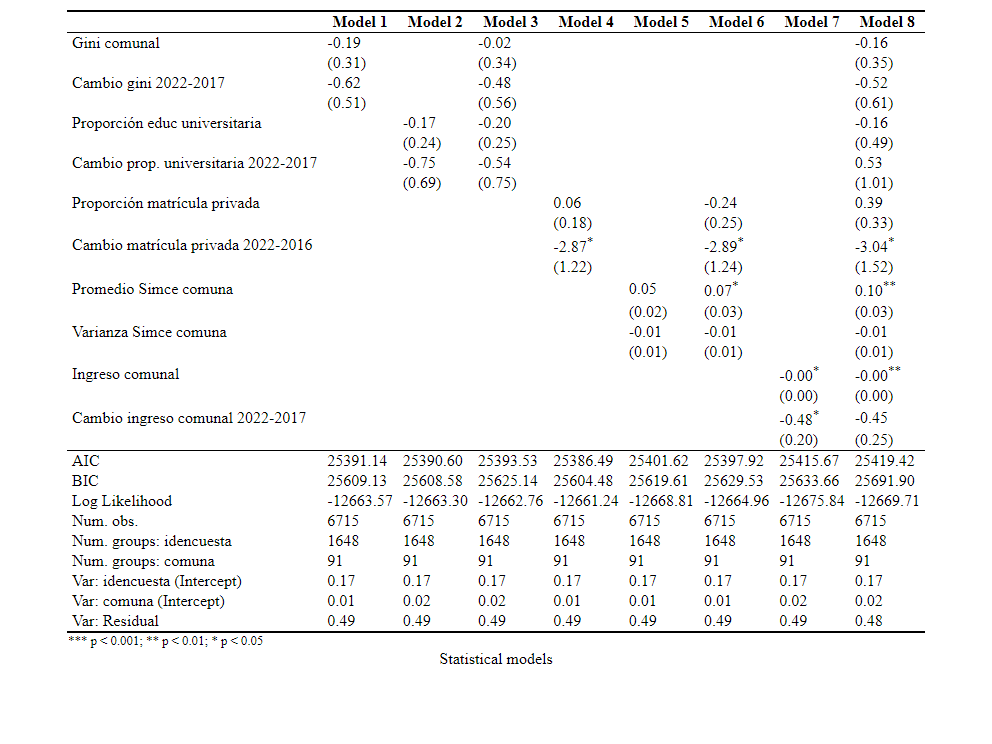 Model 1 Model 2 Model 3 Model 4 Model 5 Model 6 Model 7 Model 8
Gini comunal -0.19 -0.02 -0.16
(0.31) (0.34) (0.35)
Cambio gini 2022-2017 -0.62 -0.48 -0.52
(0.51) (0.56) (0.61)
Proporción educ universitaria -0.17 -0.20 -0.16
(0.24) (0.25) (0.49)
Cambio prop. universitaria 2022-2017 -0.75 -0.54 0.53
(0.69) (0.75) (1.01)
Proporción matrícula privada 0.06 -0.24 0.39
(0.18) (0.25) (0.33)
Cambio matrícula privada 2022-2016 -2.87* -2.89* -3.04*
(1.22) (1.24) (1.52)
Promedio Simce comuna 0.05 0.07* 0.10**
(0.02) (0.03) (0.03)
Varianza Simce comuna -0.01 -0.01 -0.01
(0.01) (0.01) (0.01)
Ingreso comunal -0.00* -0.00**
(0.00) (0.00)
Cambio ingreso comunal 2022-2017 -0.48* -0.45
(0.20) (0.25)
AIC 25391.14 25390.60 25393.53 25386.49 25401.62 25397.92 25415.67 25419.42
BIC 25609.13 25608.58 25625.14 25604.48 25619.61 25629.53 25633.66 25691.90
Log Likelihood -12663.57 -12663.30 -12662.76 -12661.24 -12668.81 -12664.96 -12675.84 -12669.71
Num. obs. 6715 6715 6715 6715 6715 6715 6715 6715
Num. groups: idencuesta 1648 1648 1648 1648 1648 1648 1648 1648
Num. groups: comuna 91 91 91 91 91 91 91 91
Var: idencuesta (Intercept) 0.17 0.17 0.17 0.17 0.17 0.17 0.17 0.17
Var: comuna (Intercept) 0.01 0.02 0.02 0.01 0.01 0.01 0.02 0.02
Var: Residual 0.49 0.49 0.49 0.49 0.49 0.49 0.49 0.48
*** p < 0.001; ** p < 0.01; * p < 0.05
Statistical models